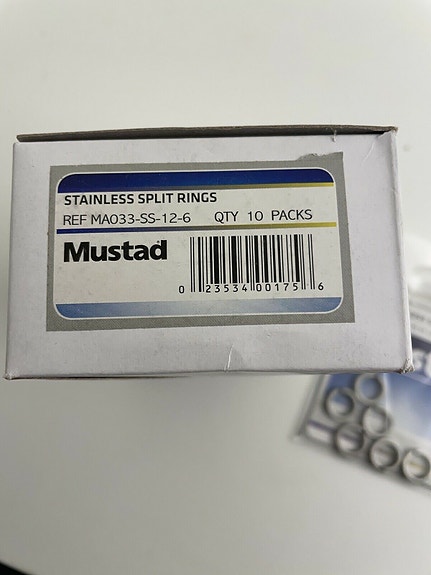 STAINLESS SPLIT RINGS
REF MA033-SS-12-6 QTY 10 PACKS
Mustad
0 23534 00175 6